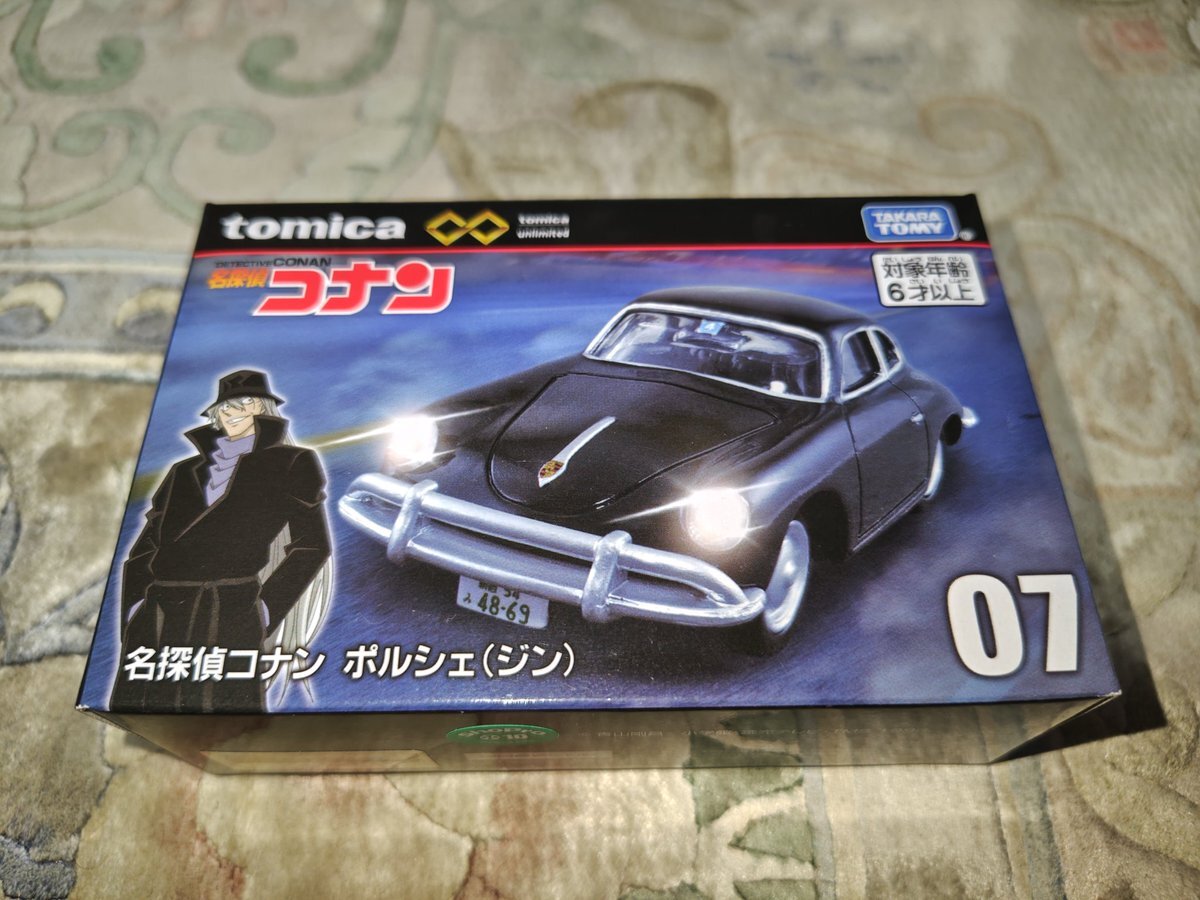 tomica
tomica
unlimited
TAKARA
TOMY
DETECTIVE CONAN
名探偵
コナン
対象年齢
6才以上
48-69
名探偵コナン ポルシェ(ジン)
07
ShoPro